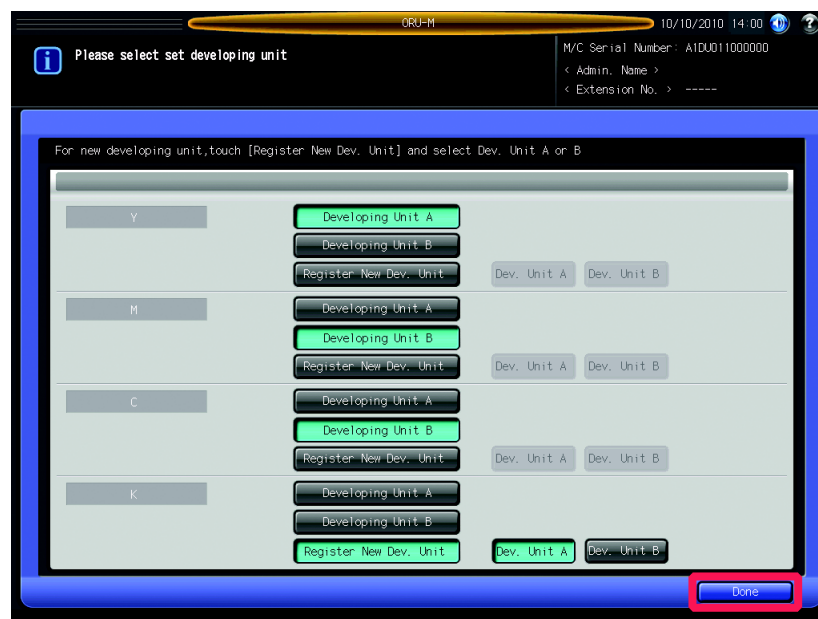 ORU-M
10/10/2010 14:00
Please select set developing unit
M/C Serial Number: A1DU011000000
< Admin. Name >
< Extension No. > -----
For new developing unit,touch [Register New Dev. Unit] and select Dev. Unit A or B
Y
Developing Unit A
Developing Unit B
Register New Dev. Unit Dev. Unit A Dev. Unit B
M
Developing Unit A
Developing Unit B
Register New Dev. Unit Dev. Unit A Dev. Unit B
C
Developing Unit A
Developing Unit B
Register New Dev. Unit Dev. Unit A Dev. Unit B
K
Developing Unit A
Developing Unit B
Register New Dev. Unit Dev. Unit A Dev. Unit B
Done